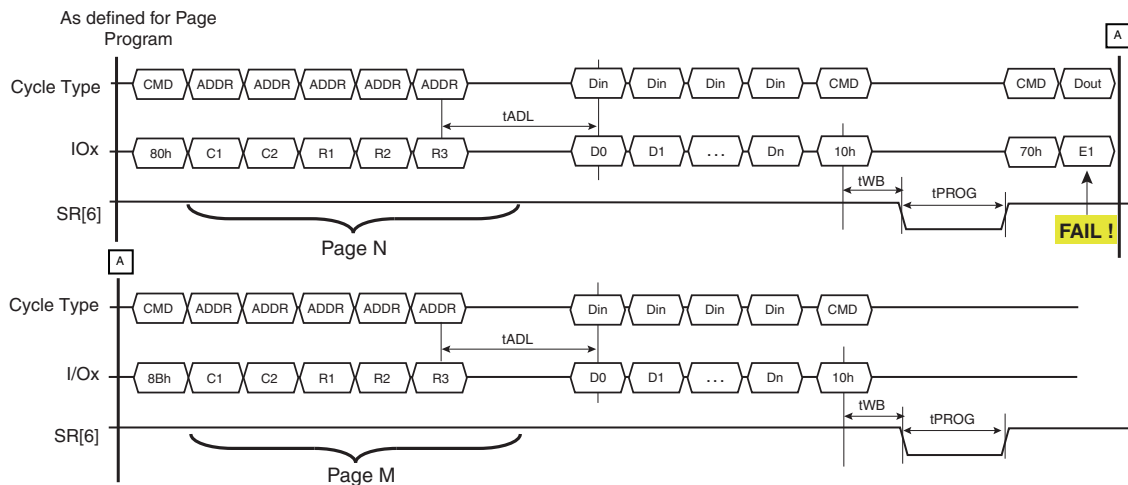 As defined for Page
Program
A
Cycle Type CMD ADDR ADDR ADDR ADDR ADDR Din Din Din Din CMD CMD Dout
tADL
IOx 80h C1 C2 R1 R2 R3 D0 D1 ... Dn 10h 70h E1
tWB tPROG
SR[6]
FAIL !
Page N
A
Cycle Type CMD ADDR ADDR ADDR ADDR ADDR Din Din Din Din CMD
tADL
I/Ox 8Bh C1 C2 R1 R2 R3 D0 D1 ... Dn 10h
tWB tPROG
SR[6]
Page M